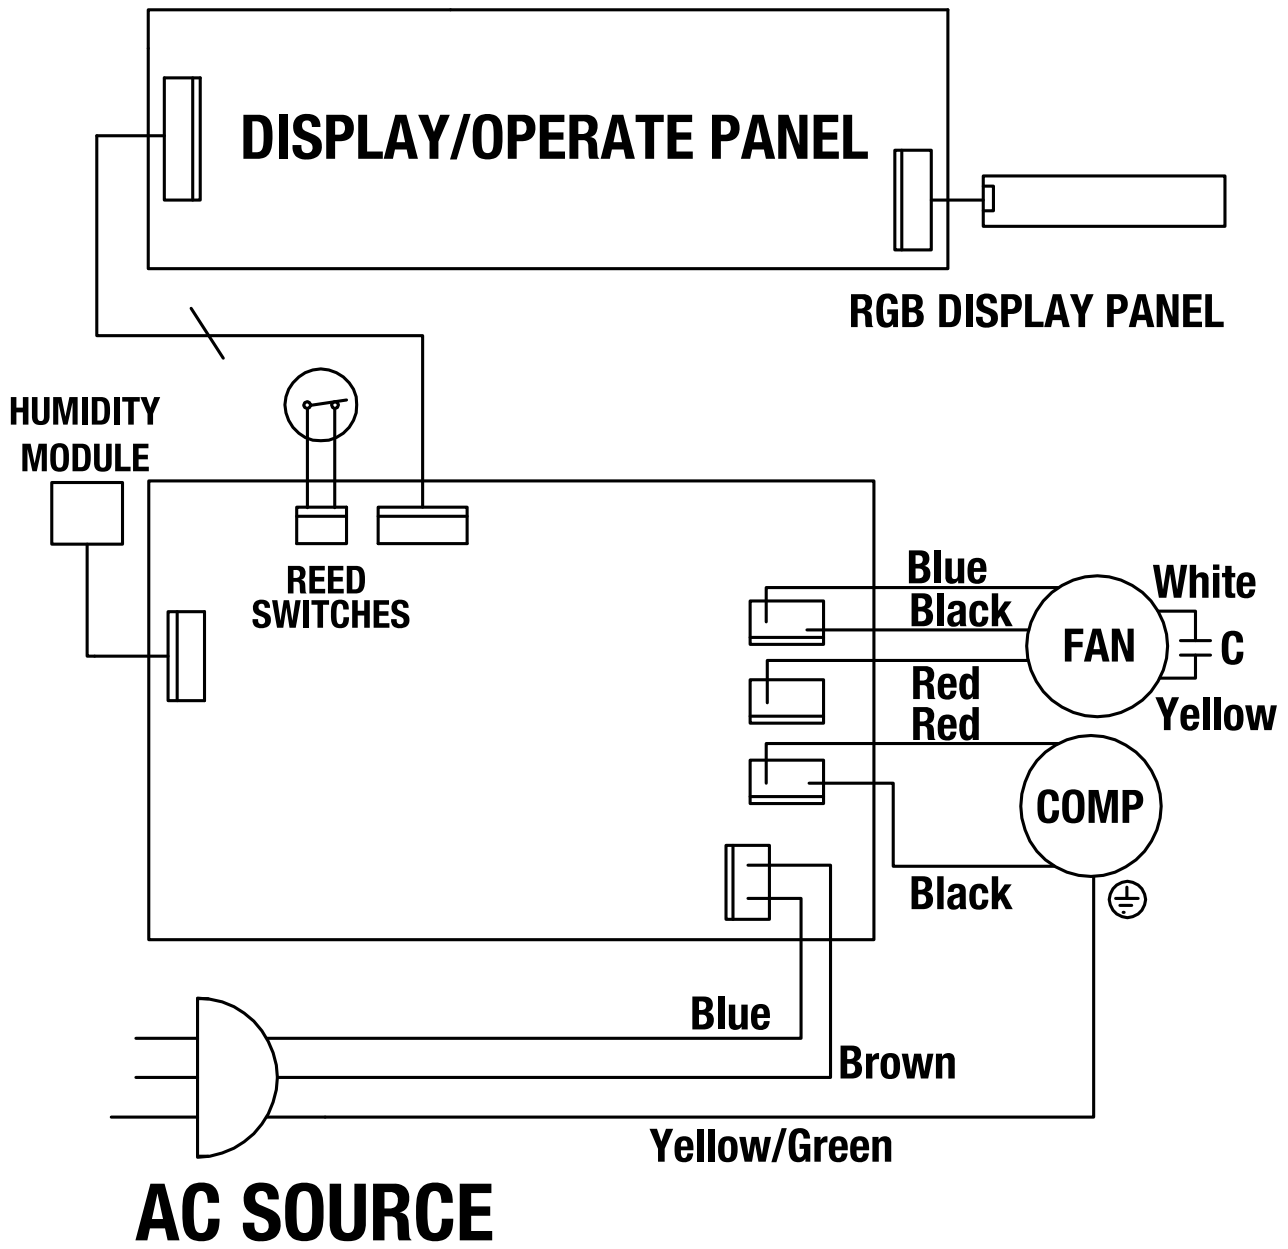 DISPLAY/OPERATE PANEL
RGB DISPLAY PANEL
HUMIDITY
MODULE
REED
SWITCHES
Blue
Black
Red
Red
Black
FAN
White
C
Yellow
COMP
Blue
Brown
Yellow/Green
AC SOURCE